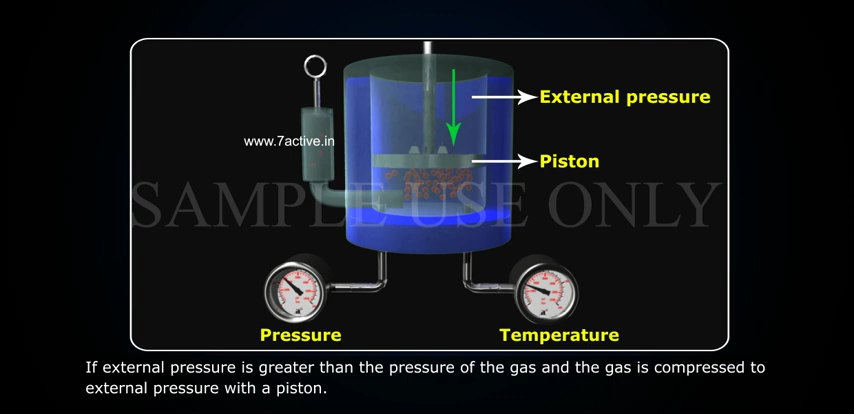 External pressure
www.7active.in
Piston
SAMPLE USE ONLY
Pressure
Temperature
If external pressure is greater than the pressure of the gas and the gas is compressed to
external pressure with a piston.